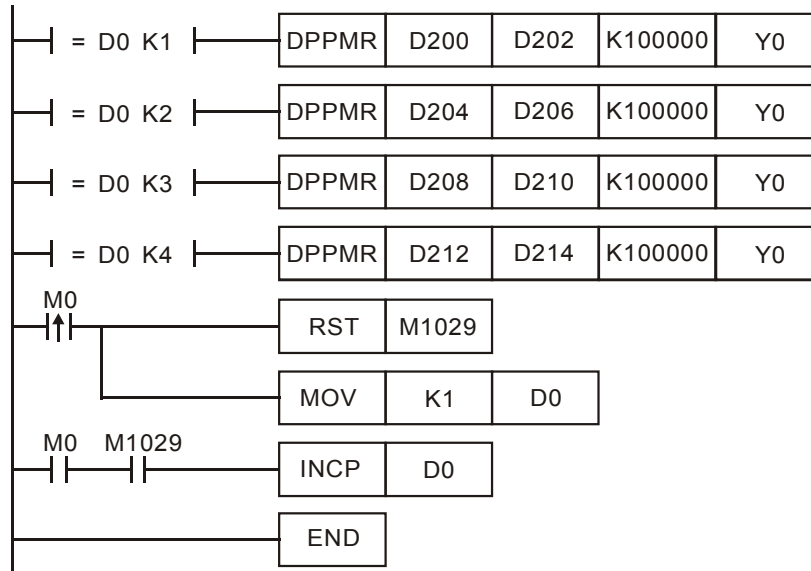 = D0 K1 DPPMR D200 D202 K100000 Y0
= D0 K2 DPPMR D204 D206 K100000 Y0
= D0 K3 DPPMR D208 D210 K100000 Y0
= D0 K4 DPPMR D212 D214 K100000 Y0
M0
RST M1029
MOV K1 D0
M0 M1029
INCP D0
END